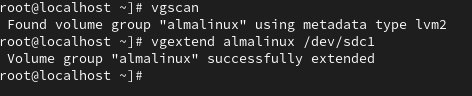 root@localhost ~]# vgscan
Found volume group "almalinux" using metadata type lvm2
root@localhost ~]# vgextend almalinux /dev/sdc1
Volume group "almalinux" successfully extended
root@localhost ~]#